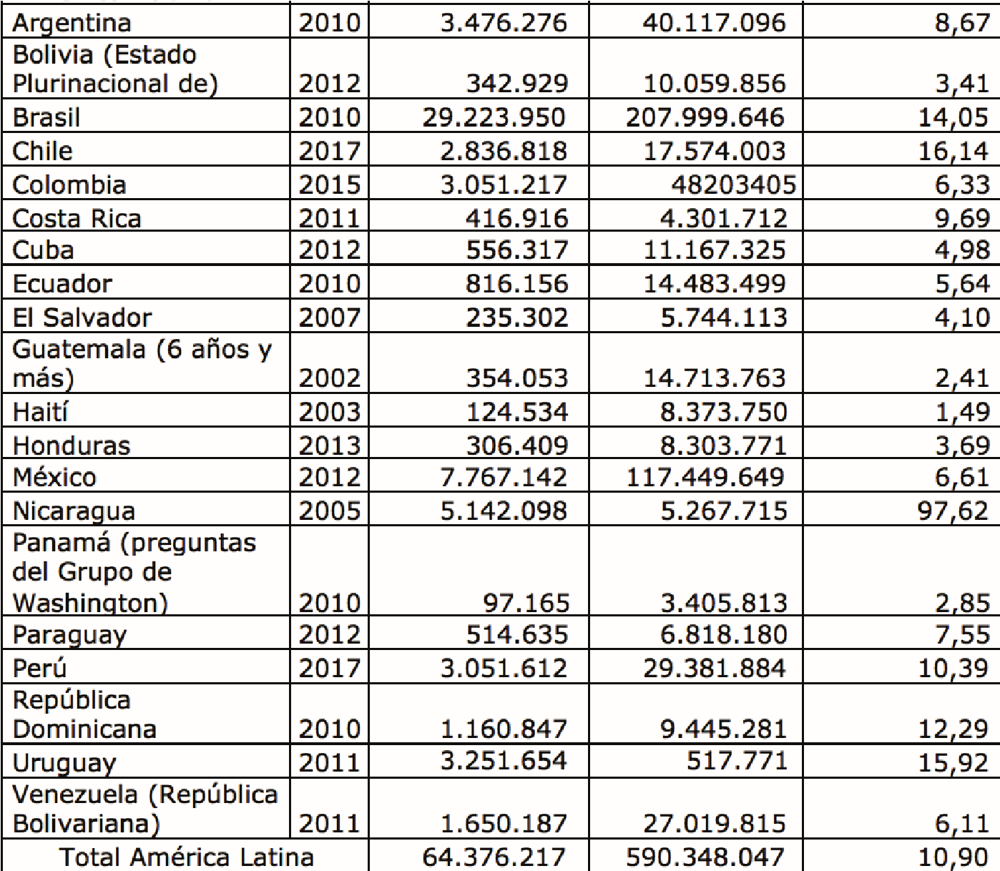 Argentina 2010 3.476.276 40.117.096 8,67
Bolivia (Estado
Plurinacional de) 2012 342.929 10.059.856 3,41
Brasil 2010 29.223.950 207.999.646 14,05
Chile 2017 2.836.818 17.574.003 16,14
Colombia 2015 3.051.217 48203405 6,33
Costa Rica 2011 416.916 4.301.712 9,69
Cuba 2012 556.317 11.167.325 4,98
Ecuador 2010 816.156 14.483.499 5,64
El Salvador 2007 235.302 5.744.113 4,10
Guatemala (6 años y
más) 2002 354.053 14.713.763 2,41
Haití 2003 124.534 8.373.750 1,49
Honduras 2013 306.409 8.303.771 3,69
México 2012 7.767.142 117.449.649 6,61
Nicaragua 2005 5.142.098 5.267.715 97,62
Panamá (preguntas
del Grupo de
Washington) 2010 97.165 3.405.813 2,85
Paraguay 2012 514.635 6.818.180 7,55
Perú 2017 3.051.612 29.381.884 10,39
República
Dominicana 2010 1.160.847 9.445.281 12,29
Uruguay 2011 3.251.654 517.771 15,92
Venezuela (República
Bolivariana) 2011 1.650.187 27.019.815 6,11
Total América Latina 64.376.217 590.348.047 10,90